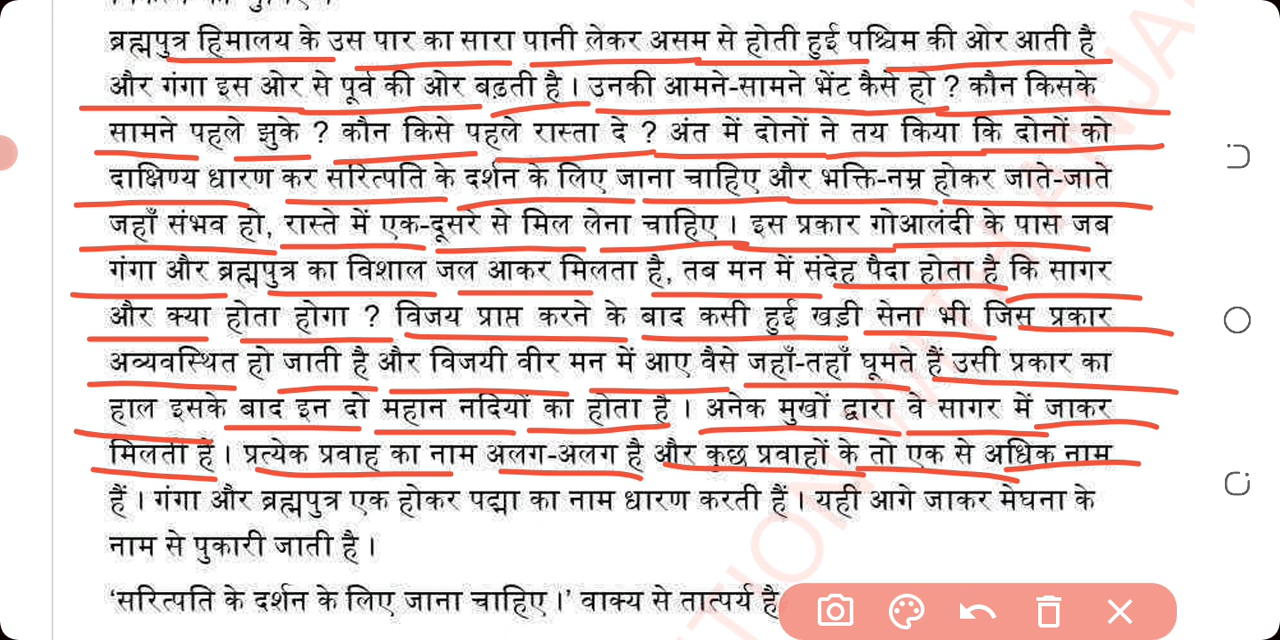 ब्रह्मपुत्र हिमालय के उस पार का सारा पानी लेकर असम से होती हुई पश्चिम की ओर आती है
और गंगा इस ओर से पूर्व की ओर बढ़ती है। उनकी आमने-सामने भेंट कैसे हो ? कौन किसके
सामने पहले झुके ? कौन किसे पहले रास्ता दे ? अंत में दोनों ने तय किया कि दोनों को
दाक्षिण्य धारण कर सरित्पति के दर्शन के लिए जाना चाहिए और भक्ति-नम्र होकर जाते-जाते
जहाँ संभव हो, रास्ते में एक-दूसरे से मिल लेना चाहिए। इस प्रकार गोआलंदी के पास जब
गंगा और ब्रह्मपुत्र का विशाल जल आकर मिलता है, तब मन में संदेह पैदा होता है कि सागर
और क्या होता होगा ? विजय प्राप्त करने के बाद कसी हुई खड़ी सेना भी जिस प्रकार
अव्यवस्थित हो जाती है और विजयी वीर मन में आए वैसे जहाँ-तहाँ घूमते हैं उसी प्रकार का
हाल इसके बाद इन दो महान नदियों का होता है। अनेक मुखों द्वारा वे सागर में जाकर
मिलती हैं। प्रत्येक प्रवाह का नाम अलग-अलग है और कुछ प्रवाहों के तो एक से अधिक नाम
हैं। गंगा और ब्रह्मपुत्र एक होकर पद्मा का नाम धारण करती हैं। यही आगे जाकर मेघना के
नाम से पुकारी जाती है।
'सरित्पति के दर्शन के लिए जाना चाहिए।' वाक्य से तात्पर्य है